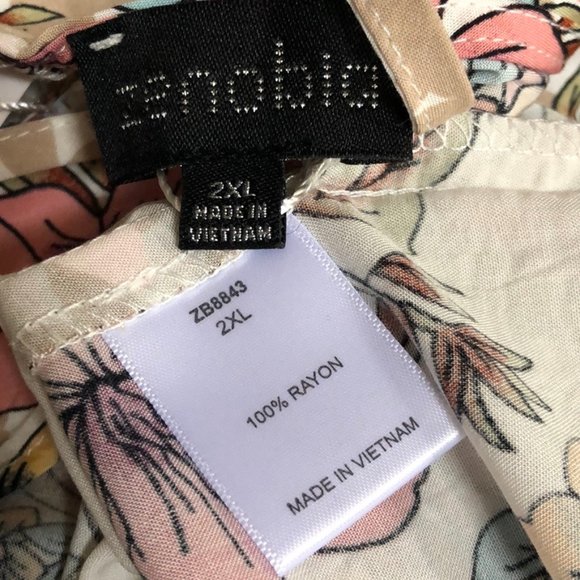 zenobia
2XL
MADE IN
VIETNAM
ZB8843
2XL
100% RAYON
MADE IN VIETNAM